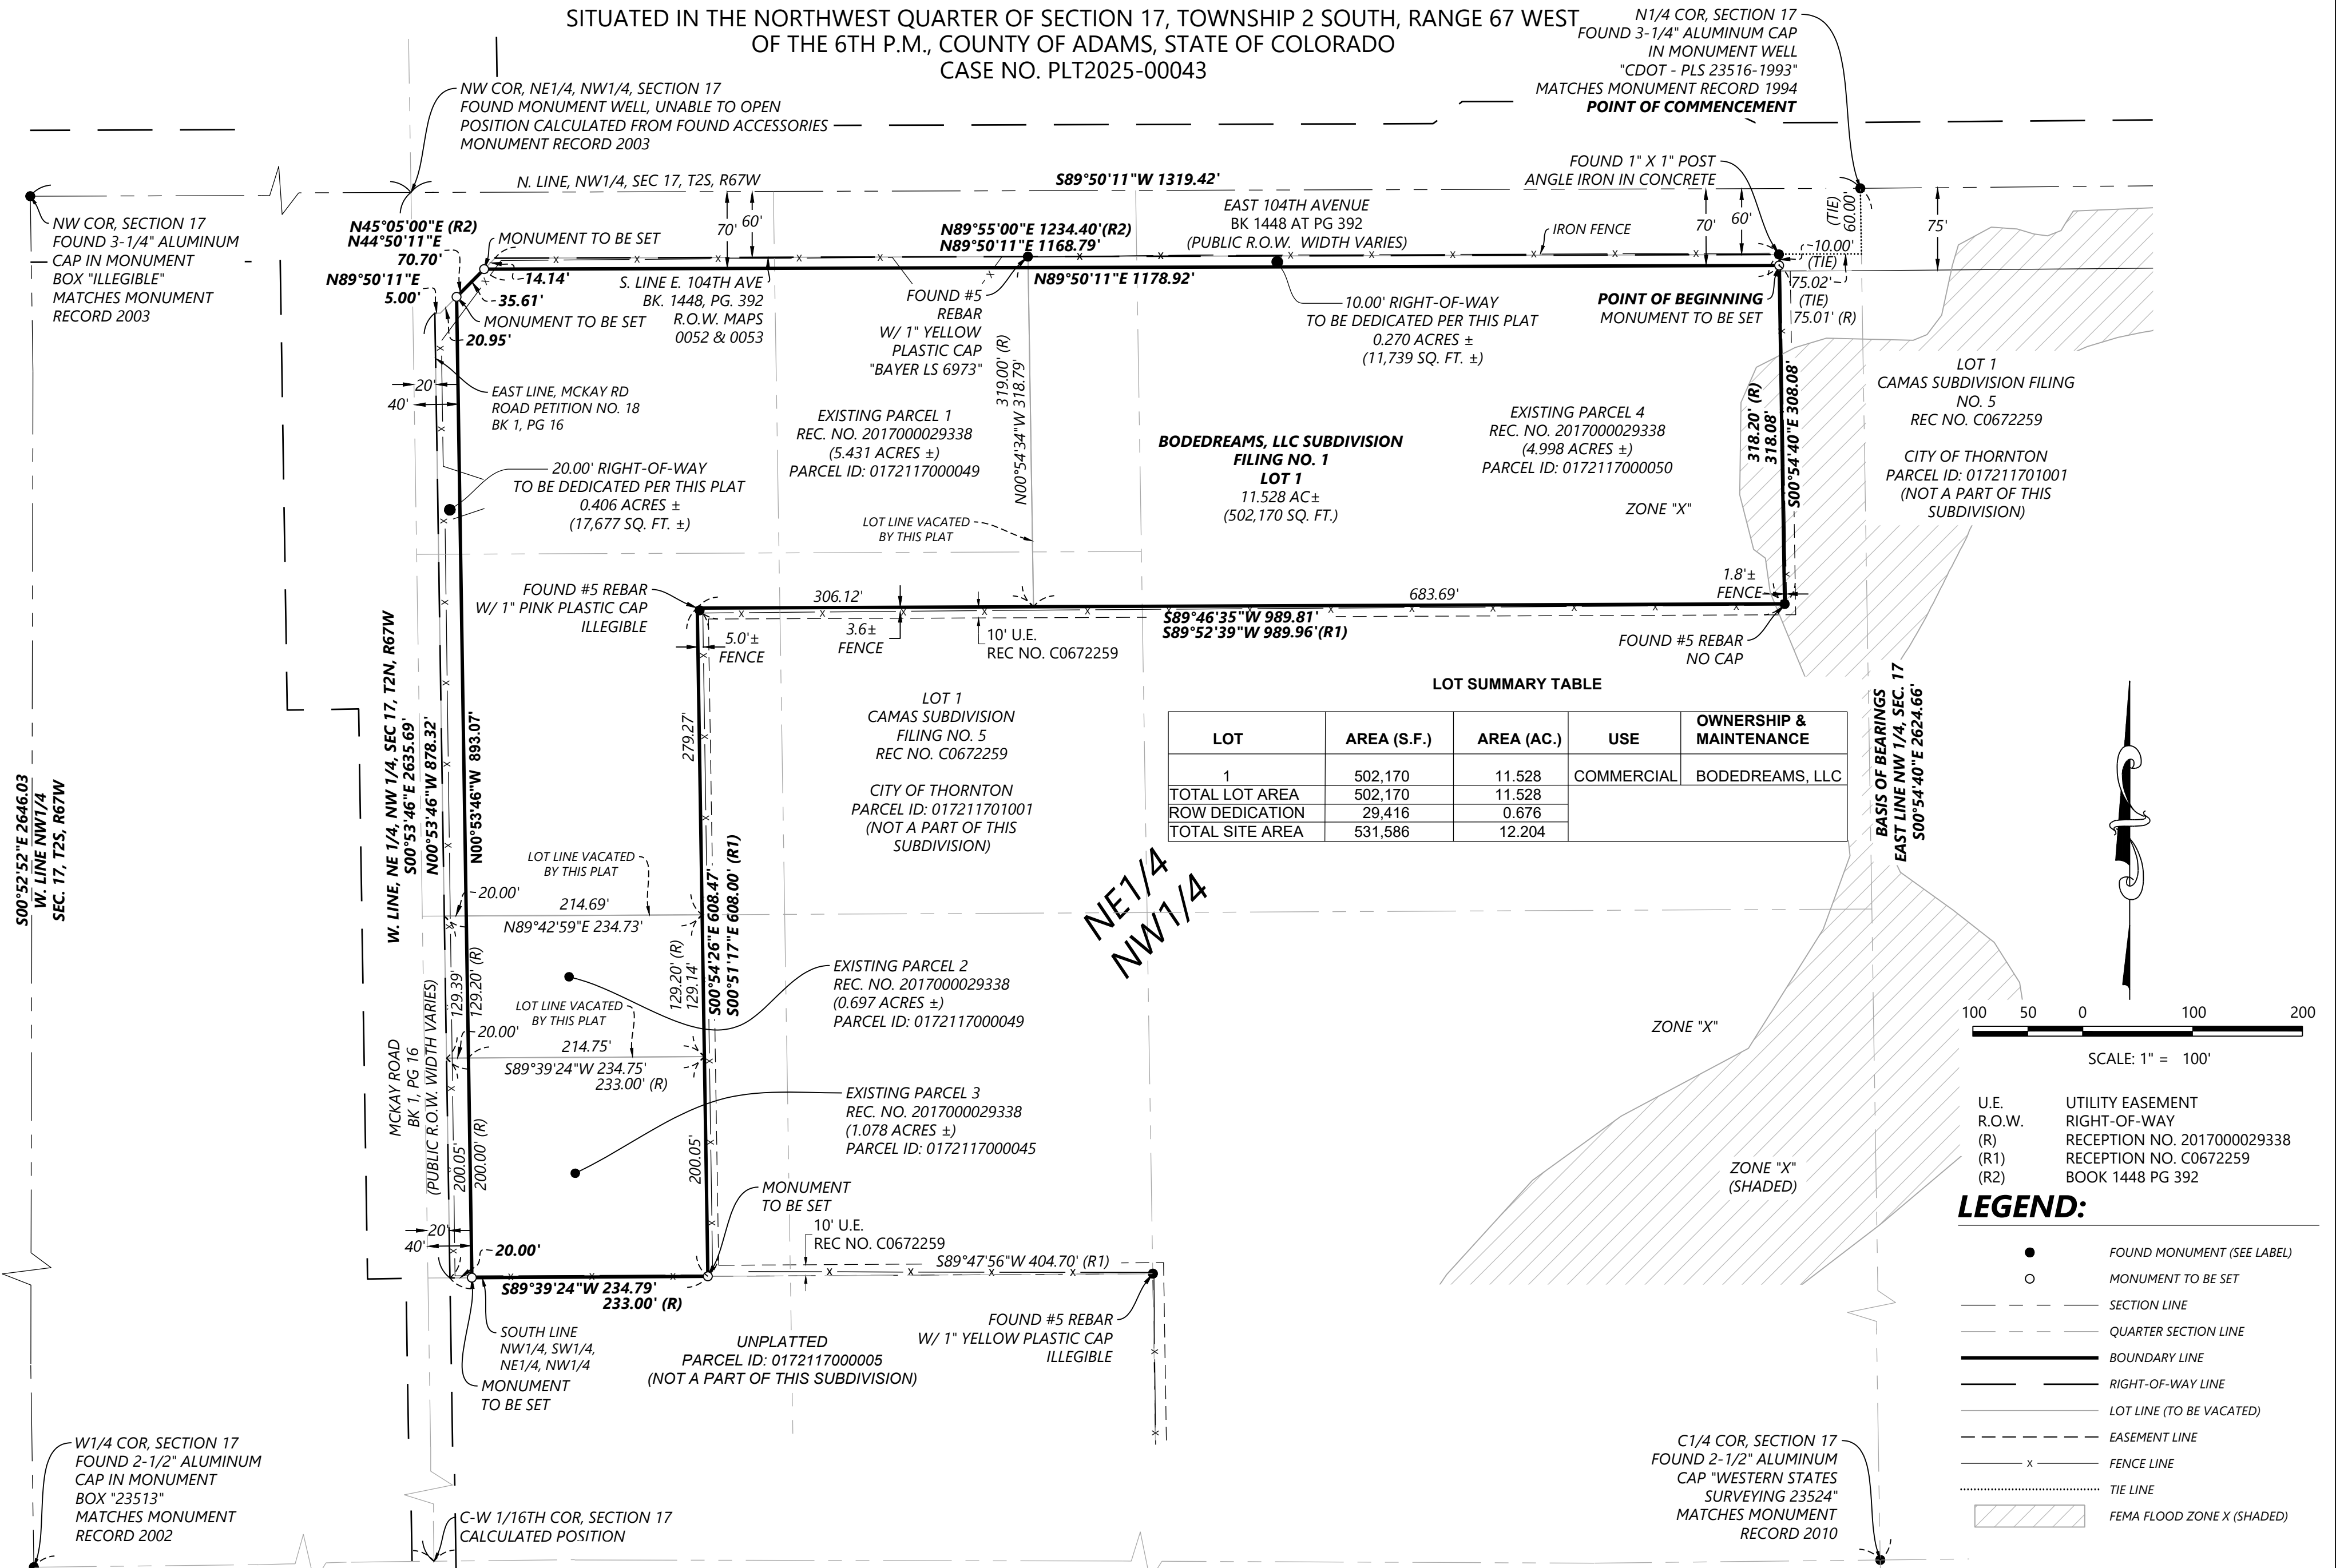 SITUATED IN THE NORTHWEST QUARTER OF SECTION 17, TOWNSHIP 2 SOUTH, RANGE 67 WEST
OF THE 6TH P.M., COUNTY OF ADAMS, STATE OF COLORADO
CASE NO. PLT2025-00043
N1/4 COR, SECTION 17
FOUND 3-1/4" ALUMINUM CAP
IN MONUMENT WELL
"CDOT - PLS 23516-1993"
MATCHES MONUMENT RECORD 1994
POINT OF COMMENCEMENT
NW COR, NE1/4, NW1/4, SECTION 17
FOUND MONUMENT WELL, UNABLE TO OPEN
POSITION CALCULATED FROM FOUND ACCESSORIES
MONUMENT RECORD 2003
FOUND 1" X 1" POST
ANGLE IRON IN CONCRETE
N. LINE, NW1/4, SEC 17, T2S, R67W
S89°50'11"W 1319.42'
NW COR, SECTION 17
FOUND 3-1/4" ALUMINUM
CAP IN MONUMENT
BOX "ILLEGIBLE"
MATCHES MONUMENT
RECORD 2003
N45°05'00"E (R2)
N44°50'11"E
70.70'
N89°50'11"E
5.00'
MONUMENT TO BE SET
14.14'
35.61'
MONUMENT TO BE SET
20.95'
70'
60'
S. LINE E. 104TH AVE
BK. 1448, PG. 392
R.O.W. MAPS
0052 & 0053
N89°55'00"E 1234.40'(R2)
N89°50'11"E 1168.79'
EAST 104TH AVENUE
BK 1448 AT PG 392
(PUBLIC R.O.W. WIDTH VARIES)
IRON FENCE
70'
60'
(TIE)
60.00'
75'
10.00'
(TIE)
N89°50'11"E 1178.92'
FOUND #5
REBAR
W/ 1" YELLOW
PLASTIC CAP
"BAYER LS 6973"
10.00' RIGHT-OF-WAY
TO BE DEDICATED PER THIS PLAT
0.270 ACRES ±
(11,739 SQ. FT. ±)
POINT OF BEGINNING
MONUMENT TO BE SET
75.02'
(TIE)
75.01' (R)
20'
40'
EAST LINE, MCKAY RD
ROAD PETITION NO. 18
BK 1, PG 16
319.00' (R)
N00°54'34"W 318.79'
318.20' (R)
318.08'
S00°54'40"E 308.08'
LOT 1
CAMAS SUBDIVISION FILING
NO. 5
REC NO. C0672259
CITY OF THORNTON
PARCEL ID: 017211701001
(NOT A PART OF THIS
SUBDIVISION)
EXISTING PARCEL 1
REC. NO. 2017000029338
(5.431 ACRES ±)
PARCEL ID: 0172117000049
BODEDREAMS, LLC SUBDIVISION
FILING NO. 1
LOT 1
11.528 AC±
(502,170 SQ. FT.)
EXISTING PARCEL 4
REC. NO. 2017000029338
(4.998 ACRES ±)
PARCEL ID: 0172117000050
ZONE "X"
20.00' RIGHT-OF-WAY
TO BE DEDICATED PER THIS PLAT
0.406 ACRES ±
(17,677 SQ. FT. ±)
LOT LINE VACATED
BY THIS PLAT
FOUND #5 REBAR
W/ 1" PINK PLASTIC CAP
ILLEGIBLE
306.12'
683.69'
1.8'±
FENCE
S89°46'35"W 989.81'
S89°52'39"W 989.96'(R1)
5.0'±
FENCE
3.6±
FENCE
10' U.E.
REC NO. C0672259
FOUND #5 REBAR
NO CAP
W. LINE, NE 1/4, NW 1/4, SEC 17, T2N, R67W
S00°53'46"E 2635.69'
N00°53'46"W 878.32'
N00°53'46"W 893.07'
279.27'
LOT 1
CAMAS SUBDIVISION
FILING NO. 5
REC NO. C0672259
CITY OF THORNTON
PARCEL ID: 017211701001
(NOT A PART OF THIS
SUBDIVISION)
LOT SUMMARY TABLE
LOT AREA (S.F.) AREA (AC.) USE OWNERSHIP & MAINTENANCE
1 502,170 11.528 COMMERCIAL BODEDREAMS, LLC
TOTAL LOT AREA 502,170 11.528
ROW DEDICATION 29,416 0.676
TOTAL SITE AREA 531,586 12.204
BASIS OF BEARINGS
EAST LINE NW 1/4, SEC. 17
S00°54'40"E 2624.66'
S00°52'52"E 2646.03
W. LINE NW1/4
SEC. 17, T2S, R67W
LOT LINE VACATED
BY THIS PLAT
20.00'
214.69'
N89°42'59"E 234.73'
S00°54'26"E 608.47'
S00°51'17"E 608.00' (R1)
NE1/4
NW1/4
129.39'
129.20' (R)
129.20' (R)
129.14'
EXISTING PARCEL 2
REC. NO. 2017000029338
(0.697 ACRES ±)
PARCEL ID: 0172117000049
LOT LINE VACATED
BY THIS PLAT
20.00'
214.75'
S89°39'24"W 234.75'
233.00' (R)
MCKAY ROAD
BK 1, PG 16
(PUBLIC R.O.W. WIDTH VARIES)
EXISTING PARCEL 3
REC. NO. 2017000029338
(1.078 ACRES ±)
PARCEL ID: 0172117000045
200.05'
200.00' (R)
200.05'
ZONE "X"
ZONE "X"
(SHADED)
MONUMENT
TO BE SET
10' U.E.
REC NO. C0672259
S89°47'56"W 404.70' (R1)
20'
40'
20.00'
S89°39'24"W 234.79'
233.00' (R)
SOUTH LINE
NW1/4, SW1/4,
NE1/4, NW1/4
MONUMENT
TO BE SET
UNPLATTED
PARCEL ID: 0172117000005
(NOT A PART OF THIS SUBDIVISION)
FOUND #5 REBAR
W/ 1" YELLOW PLASTIC CAP
ILLEGIBLE
W1/4 COR, SECTION 17
FOUND 2-1/2" ALUMINUM
CAP IN MONUMENT
BOX "23513"
MATCHES MONUMENT
RECORD 2002
C-W 1/16TH COR, SECTION 17
CALCULATED POSITION
C1/4 COR, SECTION 17
FOUND 2-1/2" ALUMINUM
CAP "WESTERN STATES
SURVEYING 23524"
MATCHES MONUMENT
RECORD 2010
100 50 0 100 200
SCALE: 1" = 100'
U.E. UTILITY EASEMENT
R.O.W. RIGHT-OF-WAY
(R) RECEPTION NO. 2017000029338
(R1) RECEPTION NO. C0672259
(R2) BOOK 1448 PG 392
LEGEND:
FOUND MONUMENT (SEE LABEL)
MONUMENT TO BE SET
SECTION LINE
QUARTER SECTION LINE
BOUNDARY LINE
RIGHT-OF-WAY LINE
LOT LINE (TO BE VACATED)
EASEMENT LINE
FENCE LINE
TIE LINE
FEMA FLOOD ZONE X (SHADED)